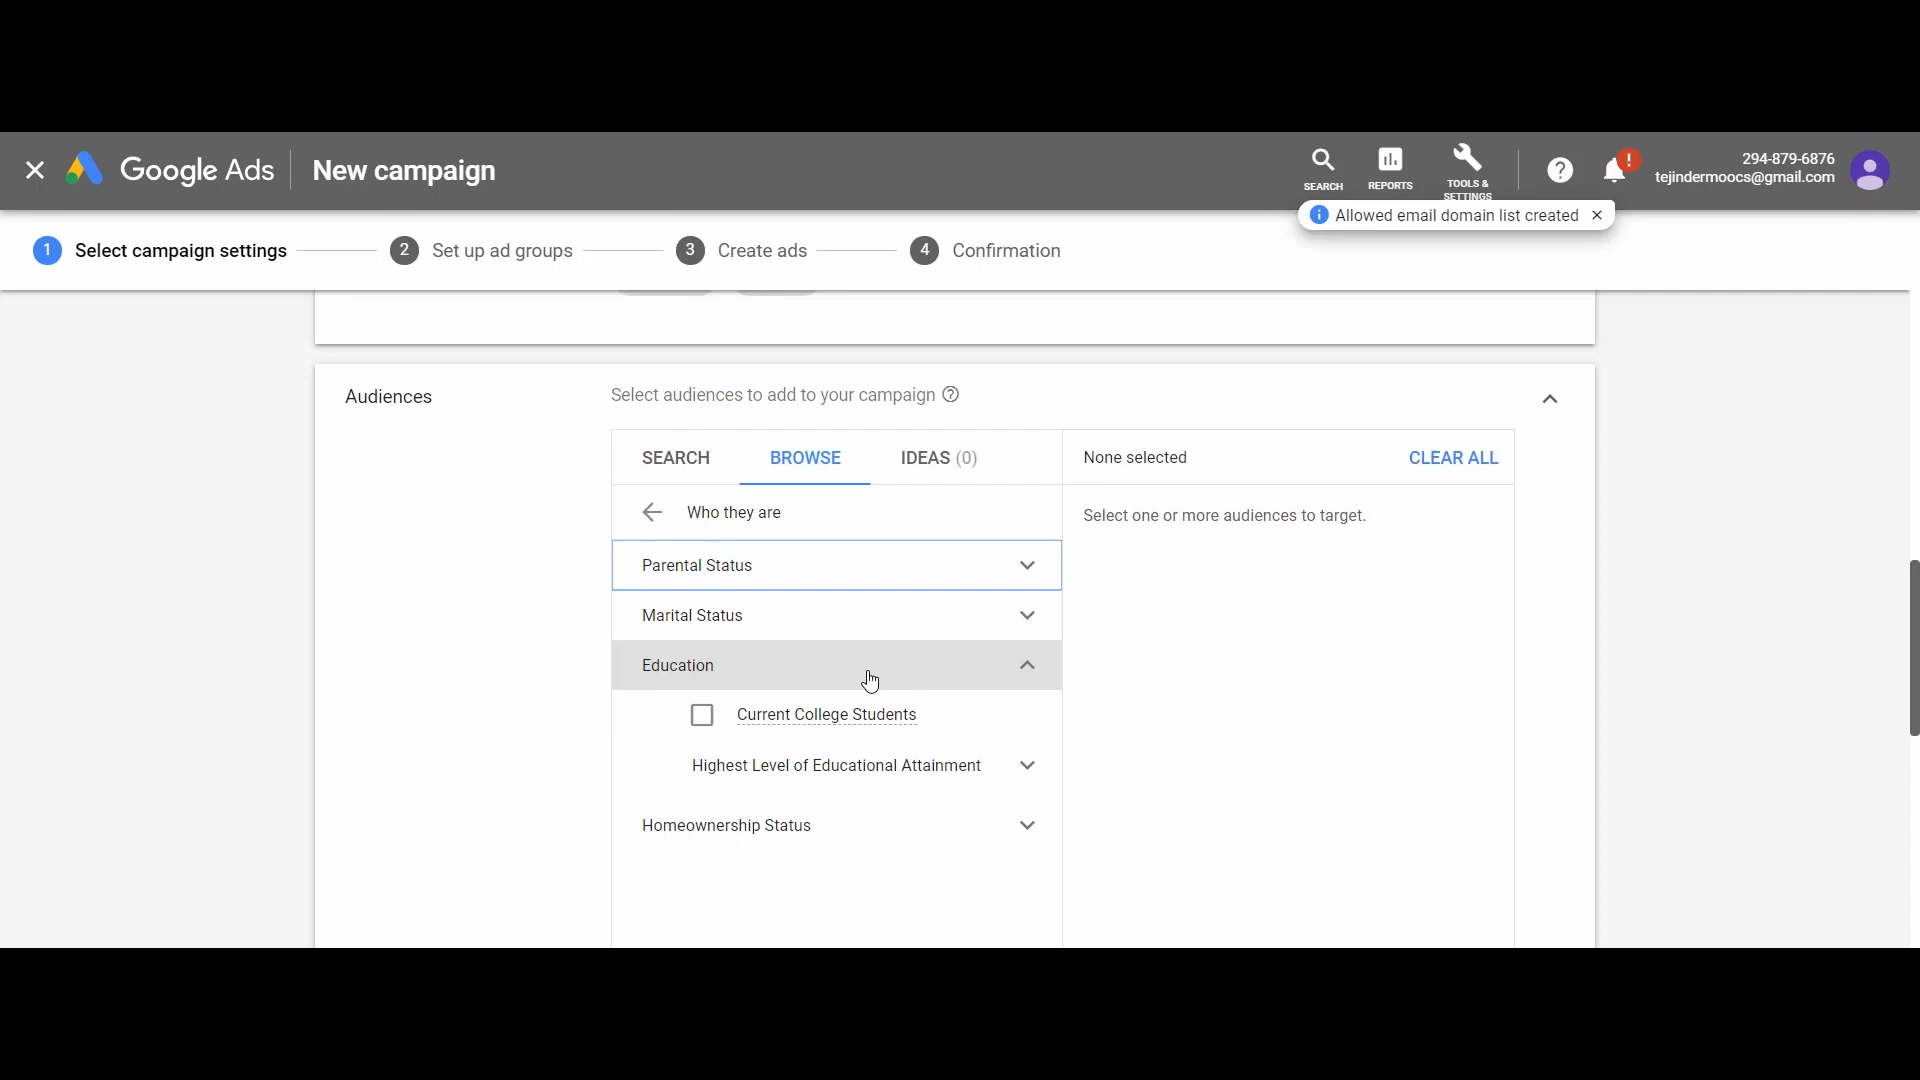 Google Ads
New campaign
SEARCH
REPORTS
TOOLS &
SETTINGS
294-879-6876
tejindermoocs@gmail.com
Allowed email domain list created
1 Select campaign settings
2 Set up ad groups
3 Create ads
4 Confirmation
Audiences
Select audiences to add to your campaign
SEARCH
BROWSE
IDEAS (0)
None selected
CLEAR ALL
Who they are
Select one or more audiences to target.
Parental Status
Marital Status
Education
Current College Students
Highest Level of Educational Attainment
Homeownership Status